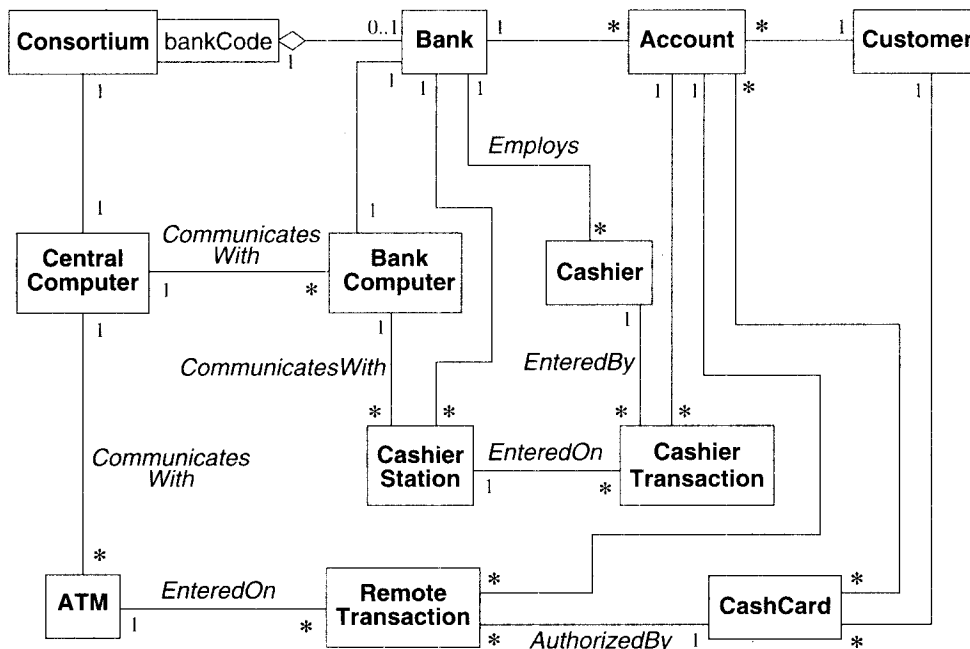 Consortium
bankCode
1
0..1
Bank
1
*
Account
*
1
Customer
1
1
1
1
1
1
*
1
Employs
1
1
Communicates
With
*
Central
Computer
1
*
Bank
Computer
Cashier
1
1
1
CommunicatesWith
EnteredBy
*
*
*
*
Communicates
With
Cashier
Station
EnteredOn
1
*
Cashier
Transaction
*
ATM
EnteredOn
1
*
Remote
Transaction
*
*
AuthorizedBy
1
CashCard
*
*